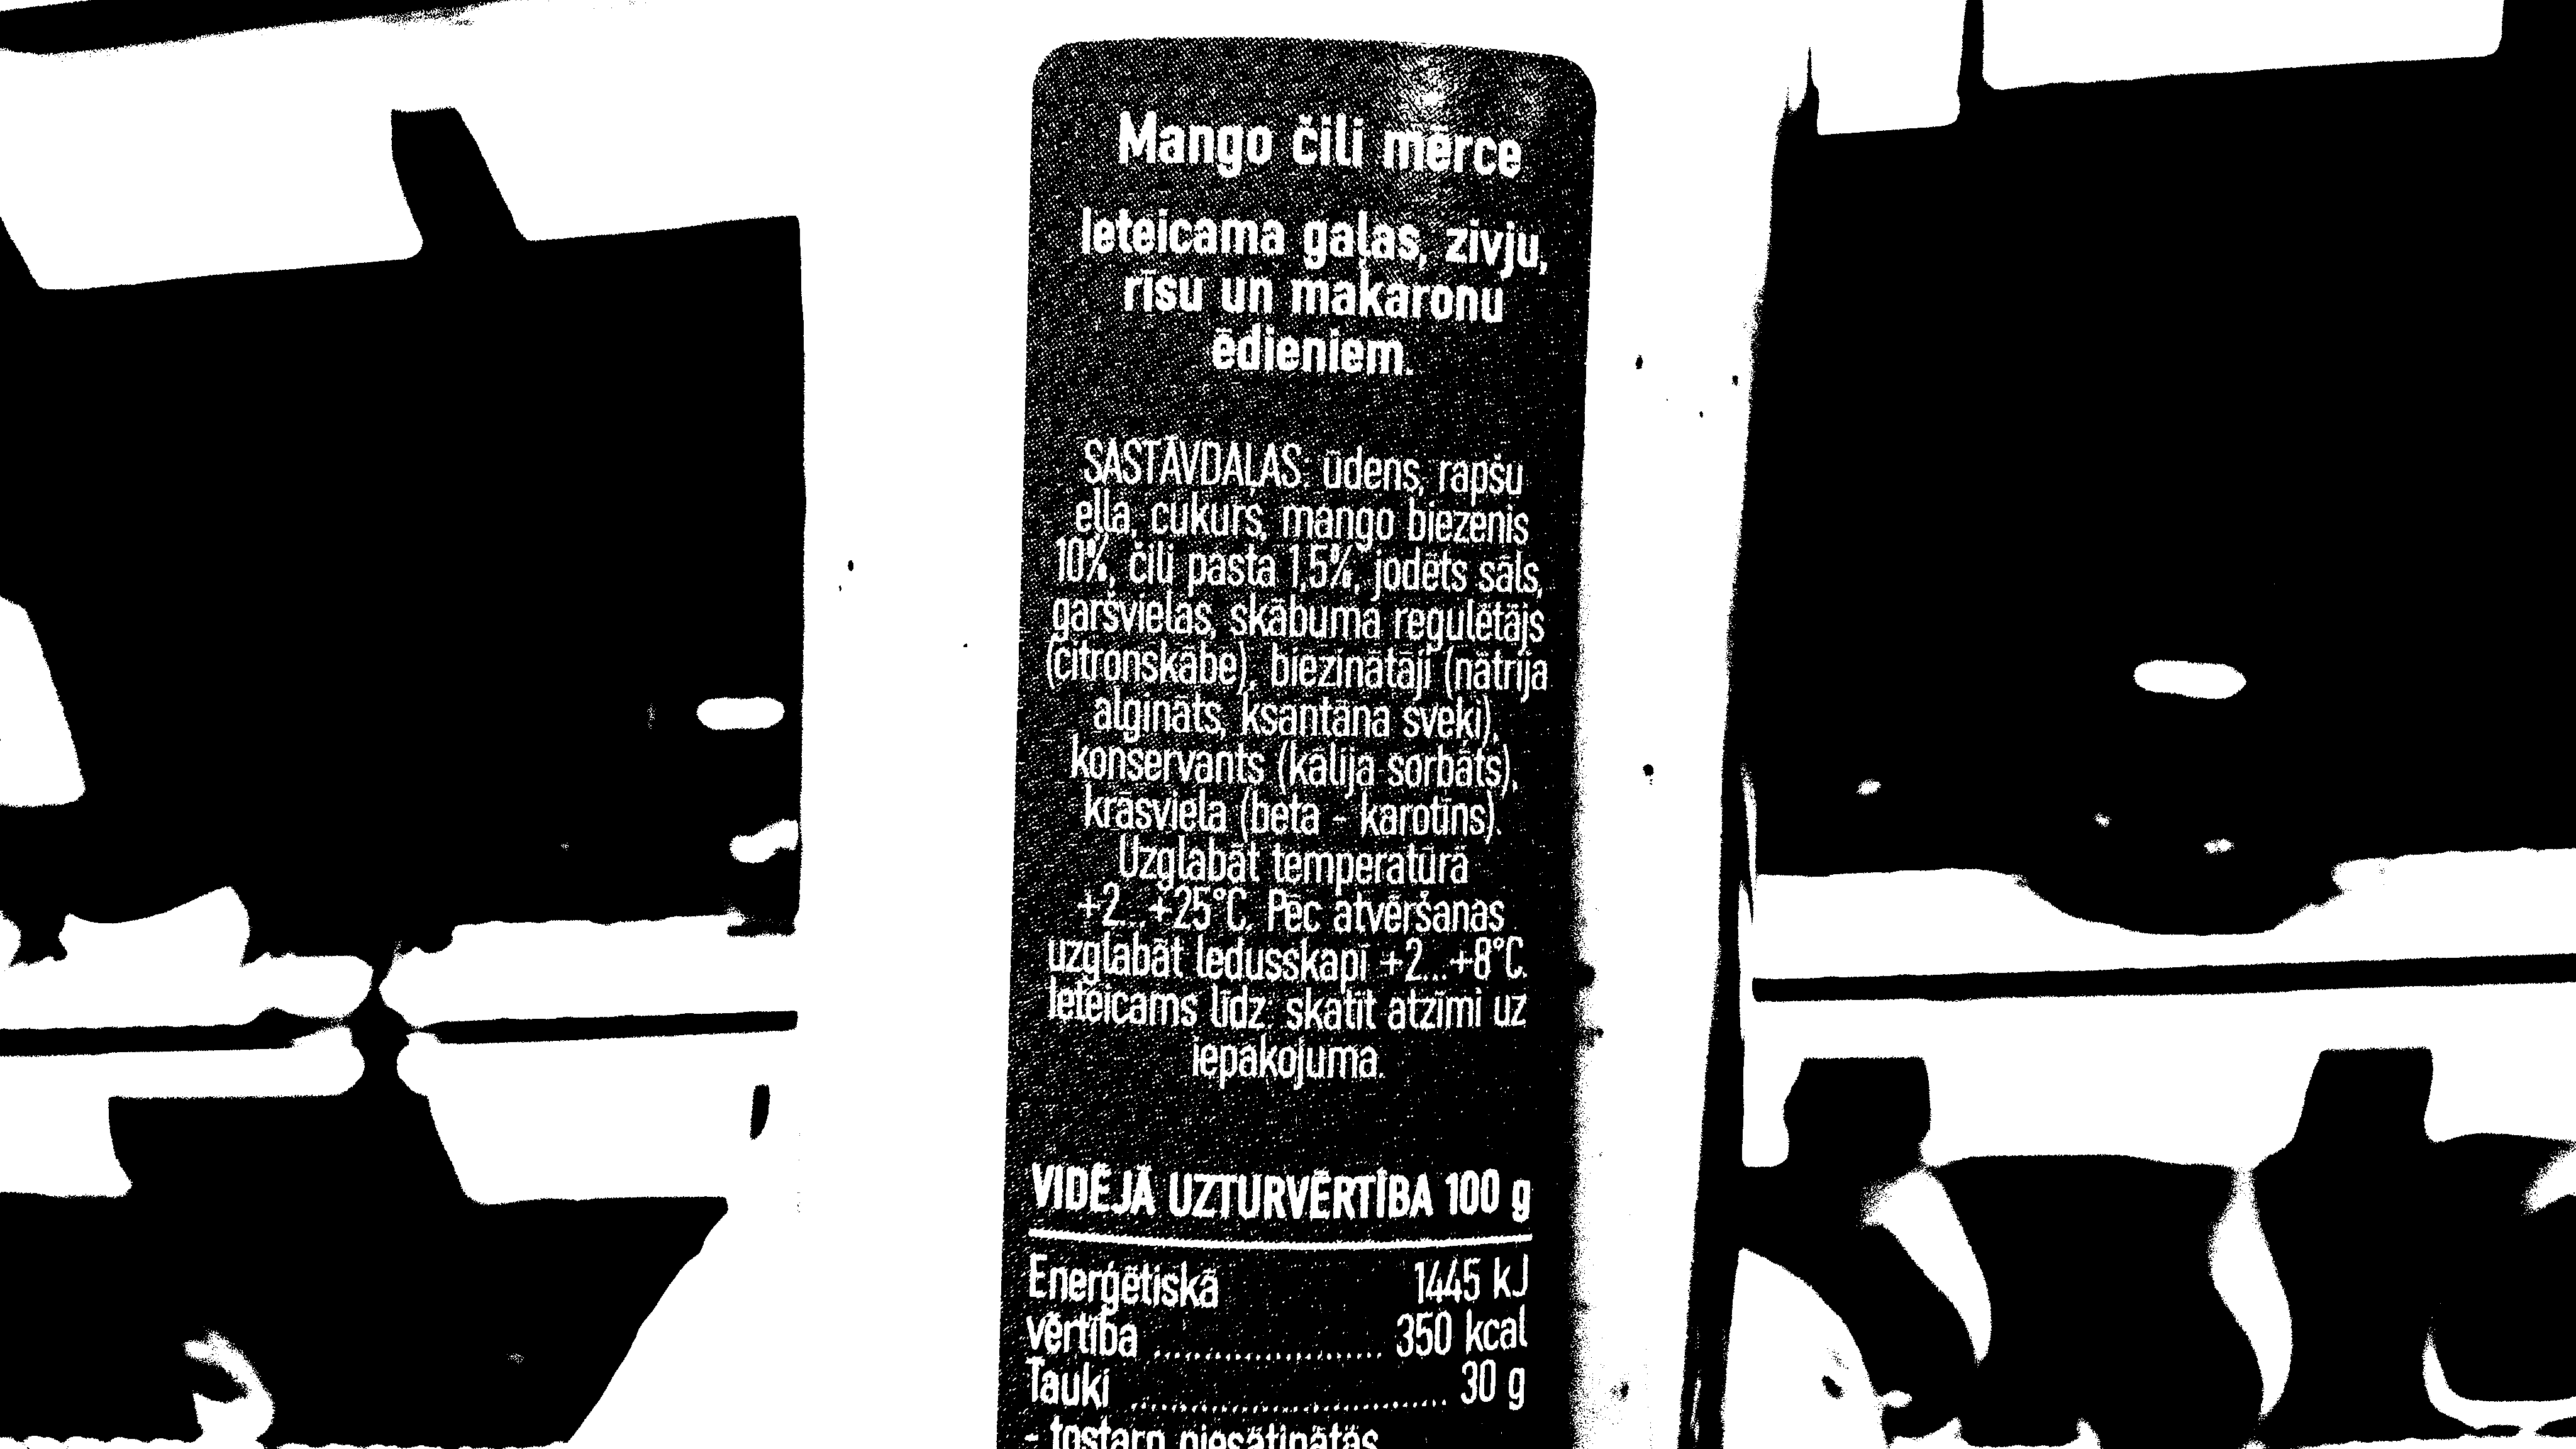 Mango čili mērce
Ieteicama gaļas, zivju,
rīsu un makaronu
ēdieniem.
SASTĀVDAĻAS: ūdens, rapšu
eļļa, cukurs, mango biezenis
10%, čili pasta 1,5%, jodēts sāls,
garšvielas, skābuma regulētājs
(citronskābe), biezinātāji (nātrija
algināts, ksantāna sveķi),
konservants (kālija sorbāts),
krāsviela (beta - karotīns).
Uzglabāt temperatūrā
+2...+25°C. Pēc atvēršanas
uzglabāt ledusskapī +2...+8°C.
Ieteicams līdz: skatīt atzīmi uz
iepakojuma.
VIDĒJĀ UZTURVĒRTĪBA 100 g
Enerģētiskā 1445 kJ
vērtība ........................ 350 kcal
Tauki ................................. 30 g
- tostarp piesātinātās